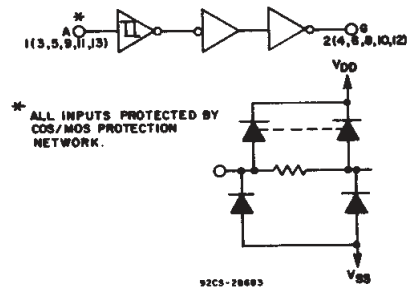 *
A
1(3,5,9,11,13)
G
2(4,6,8,10,12)
* ALL INPUTS PROTECTED BY
COS/MOS PROTECTION
NETWORK.
VDD
VSS
92CS-28683